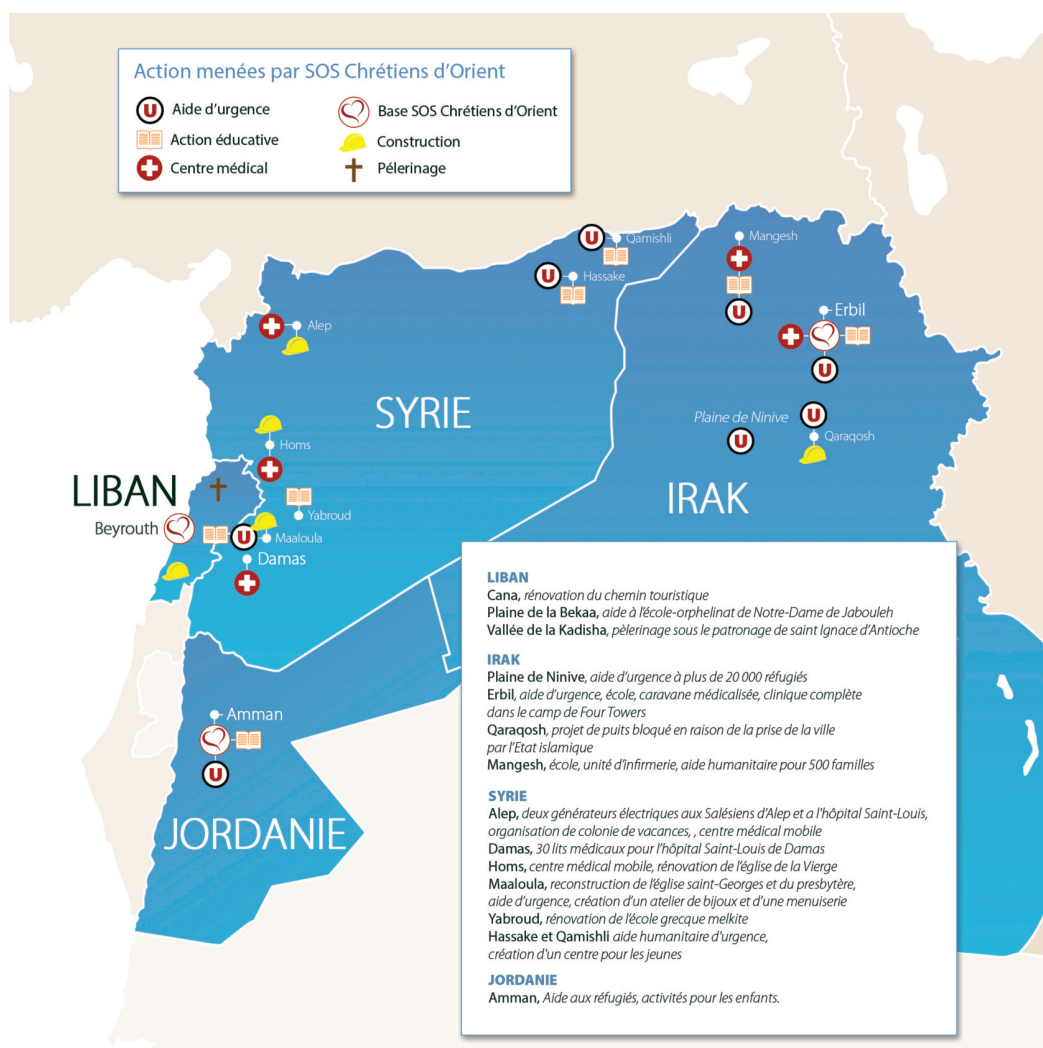 Action menées par SOS Chrétiens d'Orient
U Aide d'urgence
Base SOS Chrétiens d'Orient
Action éducative
Construction
Centre médical
Pélerinage
U Qamishli
U Hassake
Mangesh
U
Erbil
U
Alep
SYRIE
Plaine de Ninive
U
U
Qaraqosh
Homs
LIBAN
IRAK
Beyrouth
Yabroud
U Maaloula
Damas
Amman
U
JORDANIE
LIBAN
Cana, rénovation du chemin touristique
Plaine de la Bekaa, aide à l'école-orphelinat de Notre-Dame de Jabouleh
Vallée de la Kadisha, pèlerinage sous le patronage de saint Ignace d'Antioche
IRAK
Plaine de Ninive, aide d'urgence à plus de 20 000 réfugiés
Erbil, aide d'urgence, école, caravane médicalisée, clinique complète
dans le camp de Four Towers
Qaraqosh, projet de puits bloqué en raison de la prise de la ville
par l'Etat islamique
Mangesh, école, unité d'infirmerie, aide humanitaire pour 500 familles
SYRIE
Alep, deux générateurs électriques aux Salésiens d'Alep et a l'hôpital Saint-Louis,
organisation de colonie de vacances, , centre médical mobile
Damas, 30 lits médicaux pour l'hôpital Saint-Louis de Damas
Homs, centre médical mobile, rénovation de l'église de la Vierge
Maaloula, reconstruction de l'église saint-Georges et du presbytère,
aide d'urgence, création d'un atelier de bijoux et d'une menuiserie
Yabroud, rénovation de l'école grecque melkite
Hassake et Qamishli aide humanitaire d'urgence,
création d'un centre pour les jeunes
JORDANIE
Amman, Aide aux réfugiés, activités pour les enfants.